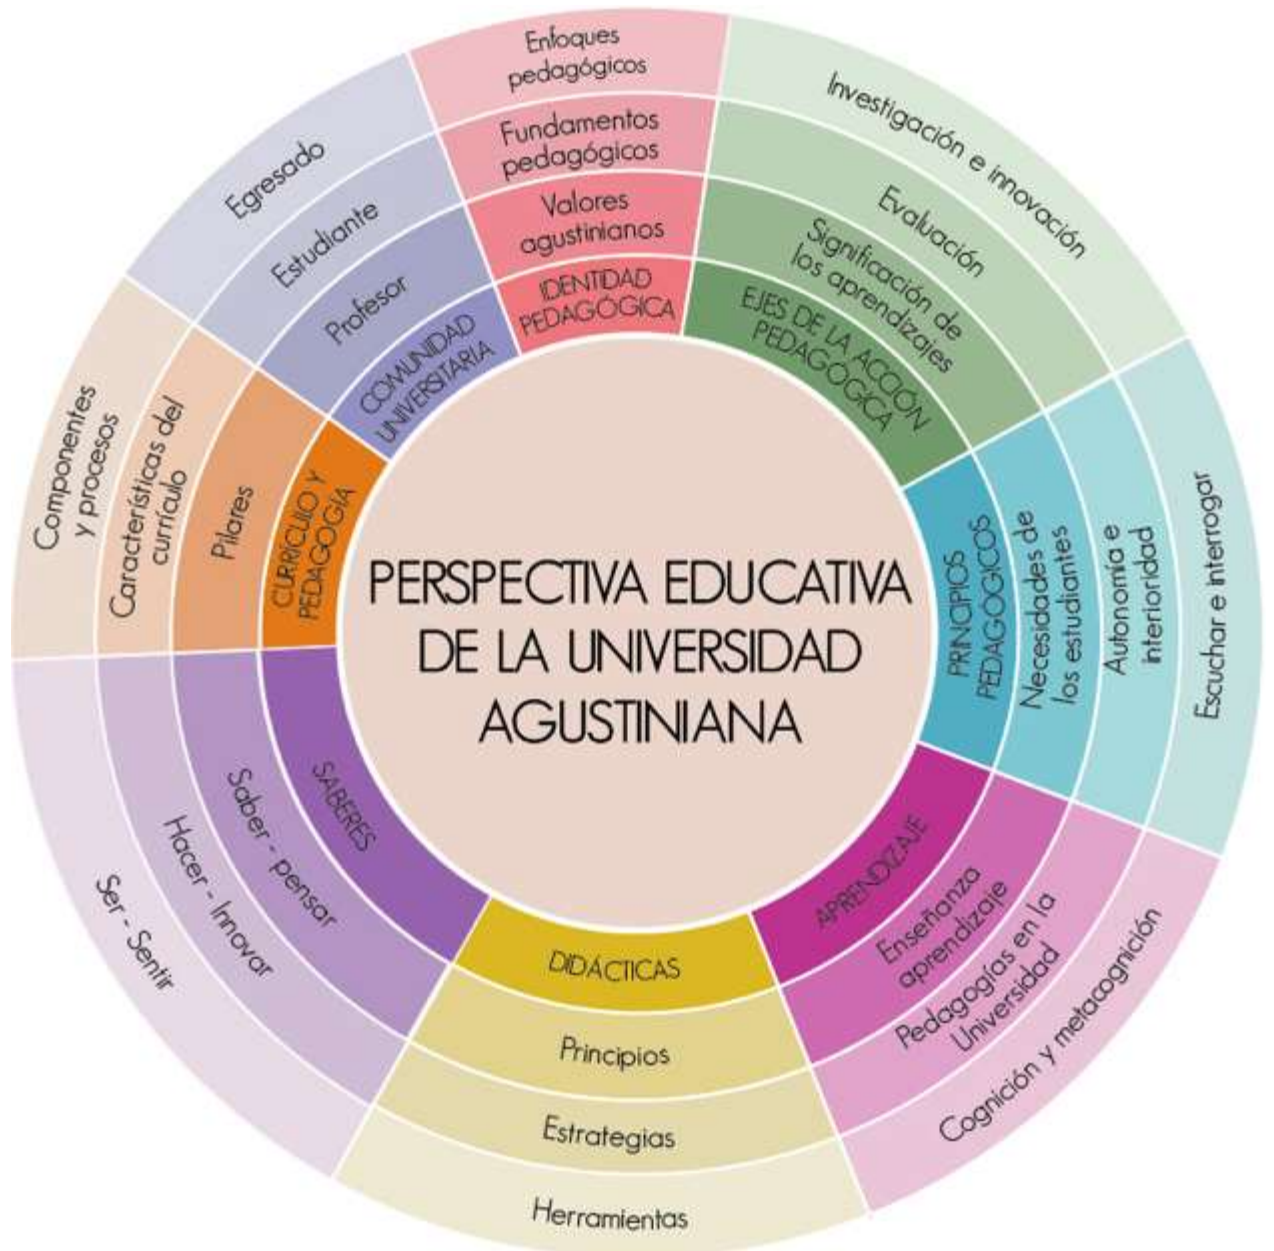 PERSPECTIVA EDUCATIVA
DE LA UNIVERSIDAD
AGUSTINIANA
Enfoques
pedagógicos
Fundamentos
pedagógicos
Valores
agustinianos
IDENTIDAD
PEDAGÓGICA
Investigación e innovación
Evaluación
Significación de
los aprendizajes
EJES DE LA ACCIÓN
PEDAGÓGICA
Escuchar e interrogar
Autonomía e
interioridad
Necesidades de
los estudiantes
PRINCIPIOS
PEDAGÓGICOS
Cognición y metacognición
Pedagogías en la
Universidad
Enseñanza
aprendizaje
APRENDIZAJE
DIDÁCTICAS
Principios
Estrategias
Herramientas
SABERES
Saber - pensar
Hacer - Innovar
Ser - Sentir
Componentes
y procesos
Características del
currículo
Pilares
CURRÍCULO Y
PEDAGOGÍA
Egresado
Estudiante
Profesor
COMUNIDAD
UNIVERSITARIA